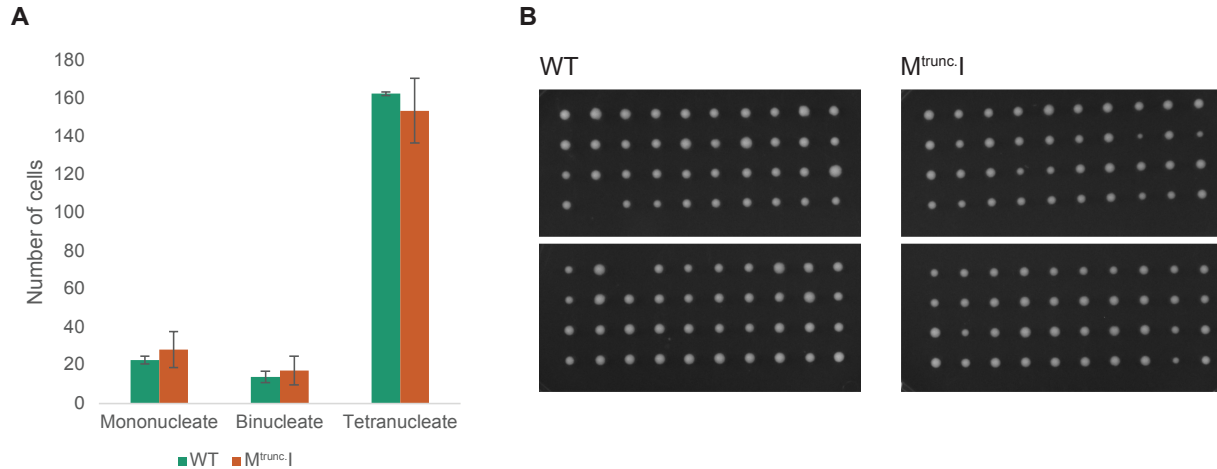 A
Number of cells
180
160
140
120
100
80
60
40
20
0
Mononucleate Binucleate Tetranucleate
WT Mtrunc.I
B
WT
Mtrunc.I